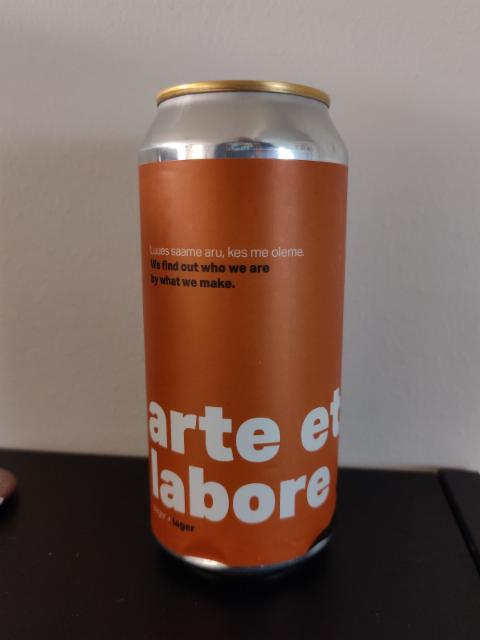 Luues saame aru, kes me oleme.
We find out who we are
by what we make.
arte et
labore
lager